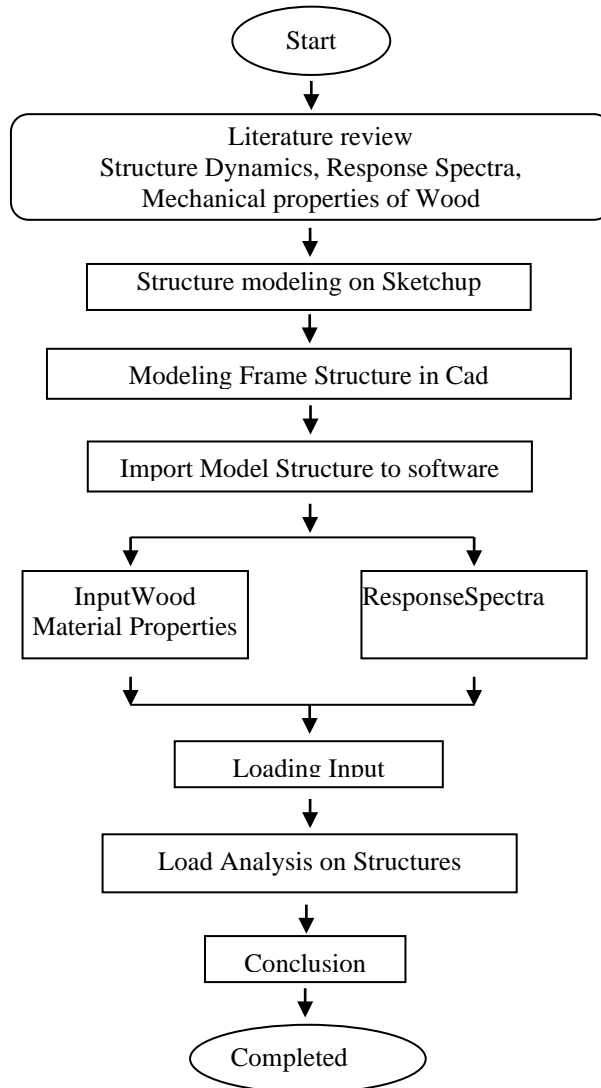 Start
Literature review
Structure Dynamics, Response Spectra,
Mechanical properties of Wood
Structure modeling on Sketchup
Modeling Frame Structure in Cad
Import Model Structure to software
InputWood
Material Properties
ResponseSpectra
Loading Input
Load Analysis on Structures
Conclusion
Completed